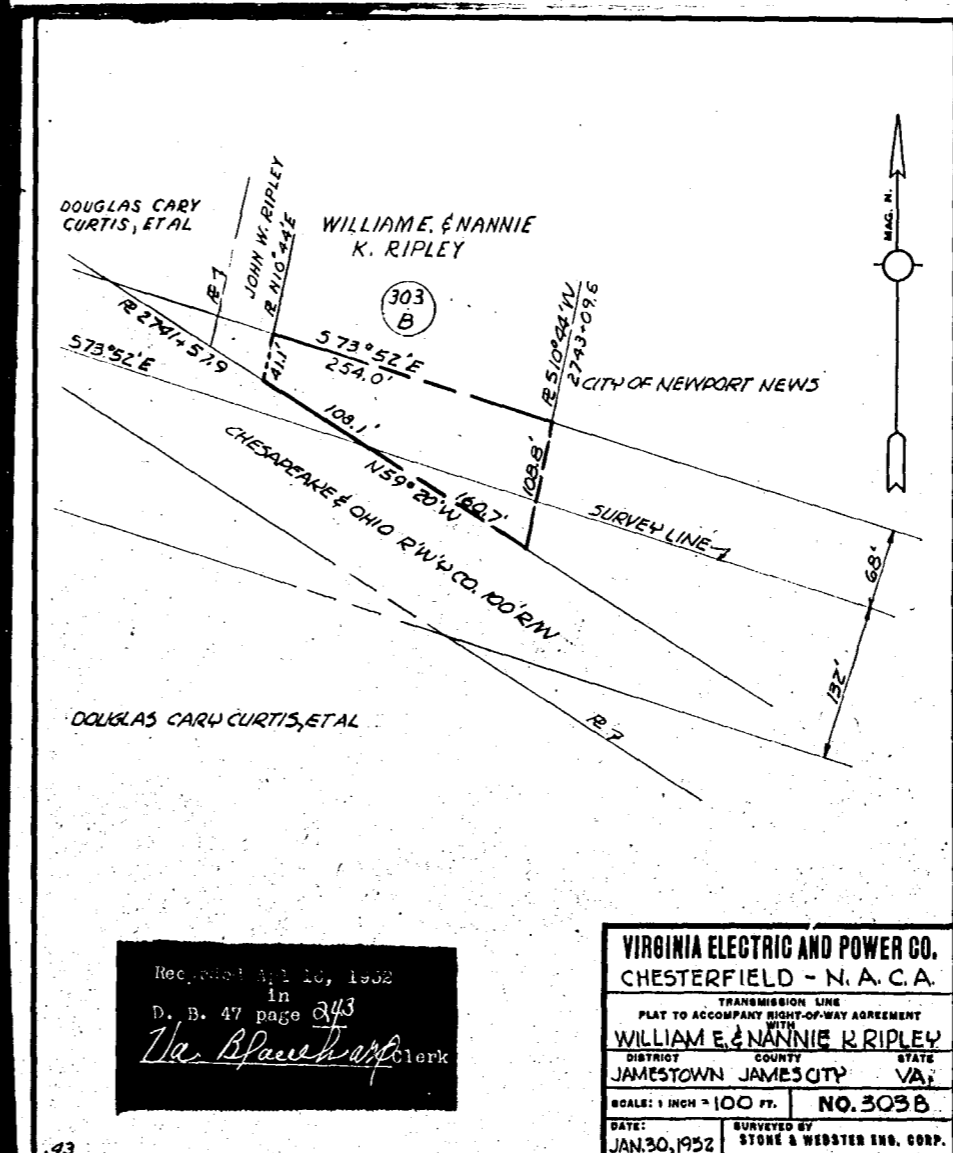 DOUGLAS CARY
CURTIS, ET AL
JOHN W. RIPLEY
N10°44'E
WILLIAM E. & NANNIE
K. RIPLEY
303
B
MAG. N.
2741+57.9
S73°52'E
41.1'
S 73°52'E
254.0'
S10°44'W
2743+09.6
CITY OF NEWPORT NEWS
108.1'
N59°20'W
160.7'
108.8'
CHESAPEAKE & OHIO R'W'Y CO. 100' R/W
SURVEY LINE
68'
132'
DOUGLAS CARY CURTIS, ET AL
Recorded 1952
in
D. B. 47 page 243
Clerk
VIRGINIA ELECTRIC AND POWER CO.
CHESTERFIELD - N. A. C. A.
TRANSMISSION LINE
PLAT TO ACCOMPANY RIGHT-OF-WAY AGREEMENT
WITH
WILLIAM E. & NANNIE K RIPLEY
DISTRICT COUNTY STATE
JAMESTOWN JAMES CITY VA.
SCALE: 1 INCH = 100 FT. NO. 303B
DATE: SURVEYED BY
JAN.30,1952 STONE & WEBSTER ENG. CORP.
.43